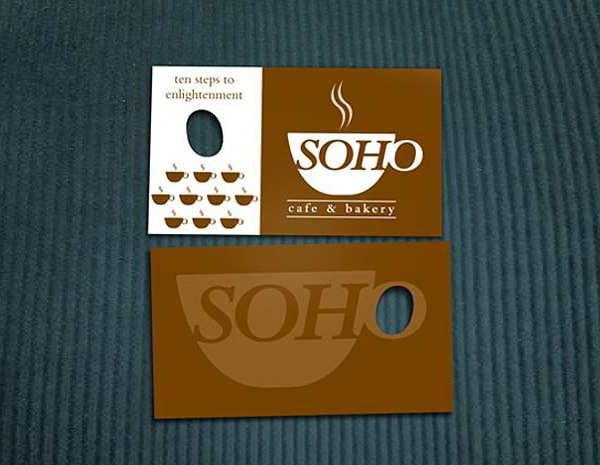 ten steps to
enlightenment
SOHO
cafe & bakery
SOHO